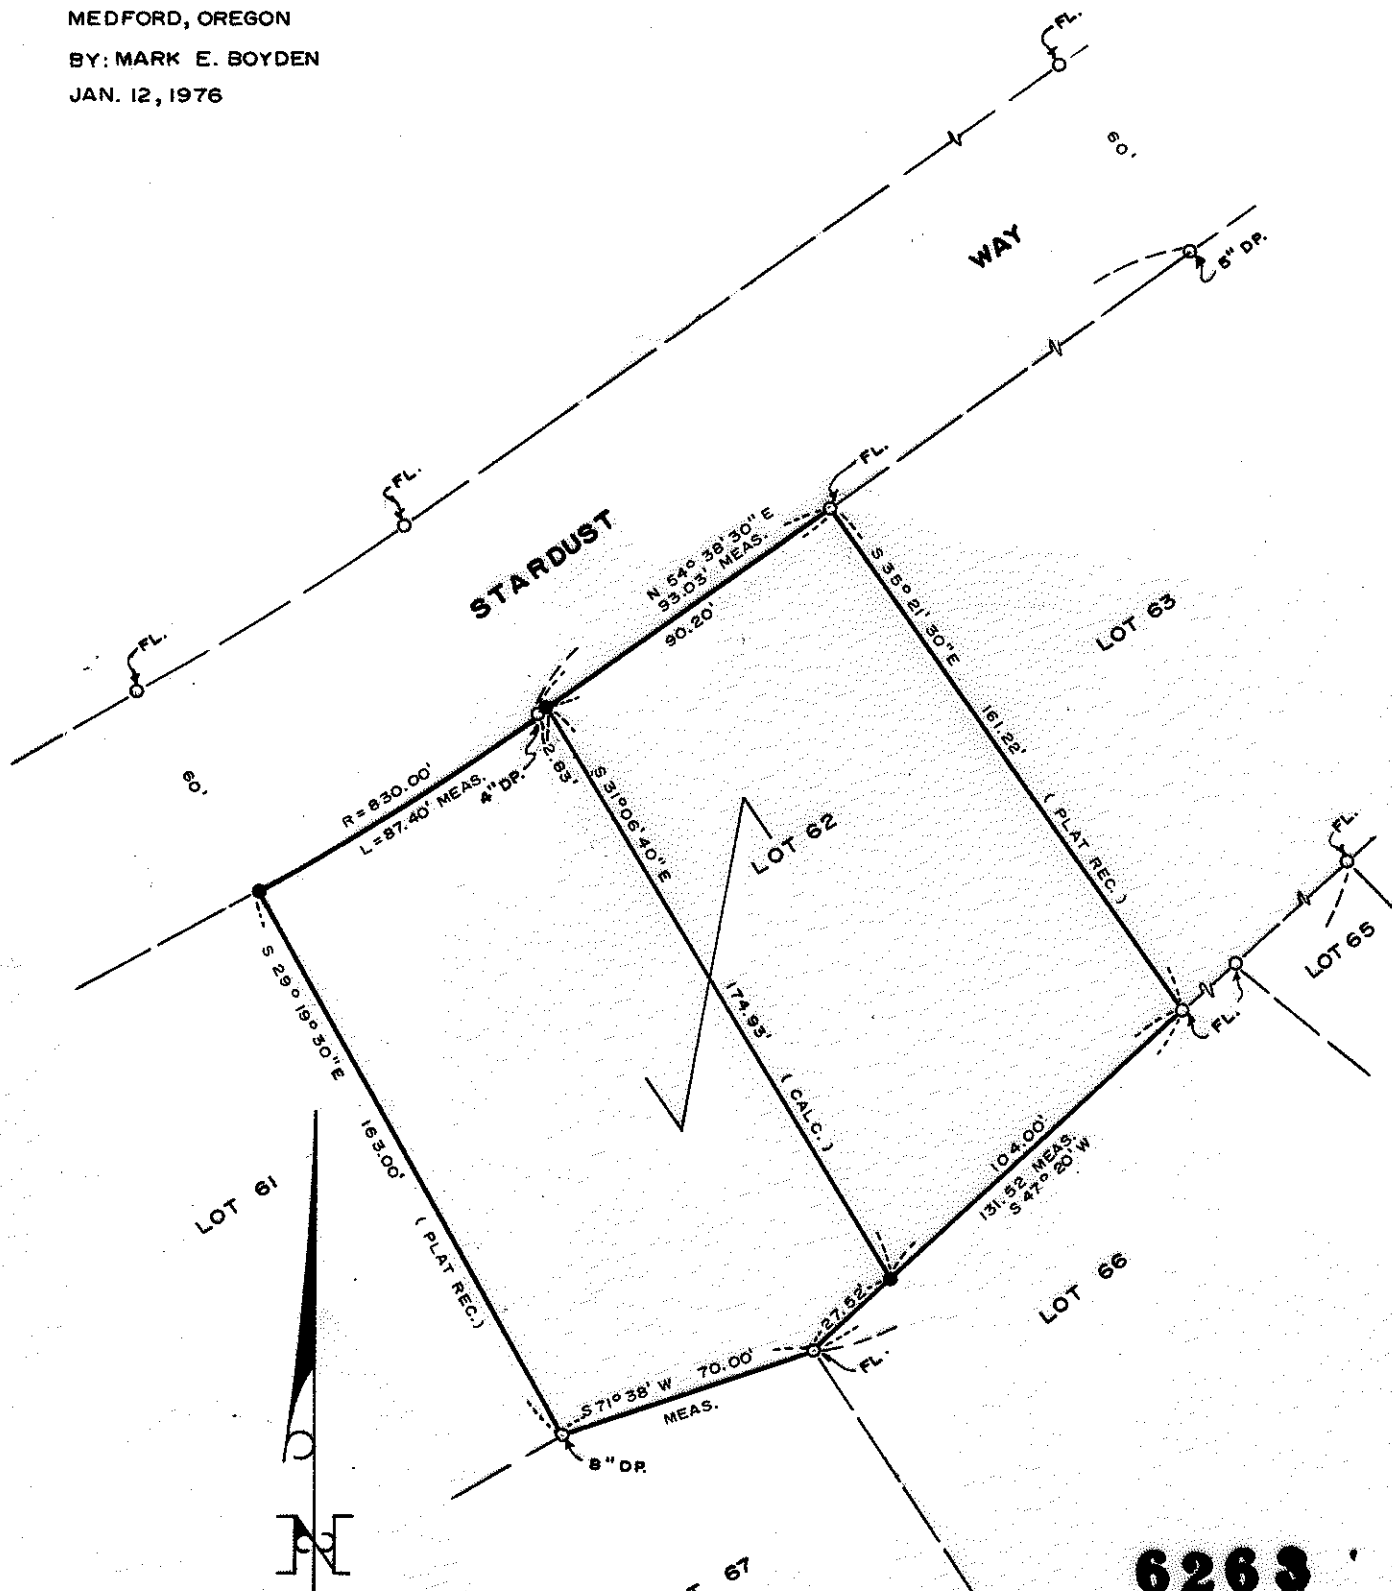 MEDFORD, OREGON
BY: MARK E. BOYDEN
JAN. 12, 1976
FL.
60'
WAY
5" DP.
FL.
FL.
STARDUST
N 54° 38' 30" E
93.03' MEAS.
90.20'
S 35° 21' 30" E
161.22'
( PLAT REC. )
LOT 63
FL.
60'
R = 830.00'
L = 87.40' MEAS.
4" DP.
2.83'
S 31° 06' 40" E
174.93'
( CALC. )
LOT 62
FL.
LOT 65
FL.
S 29° 19° 30" E
163.00'
( PLAT REC. )
LOT 61
104.00'
131.52' MEAS.
S 47° 20' W
LOT 66
27.52'
FL.
S 71° 38' W 70.00'
MEAS.
8" DP.
N
67
6263